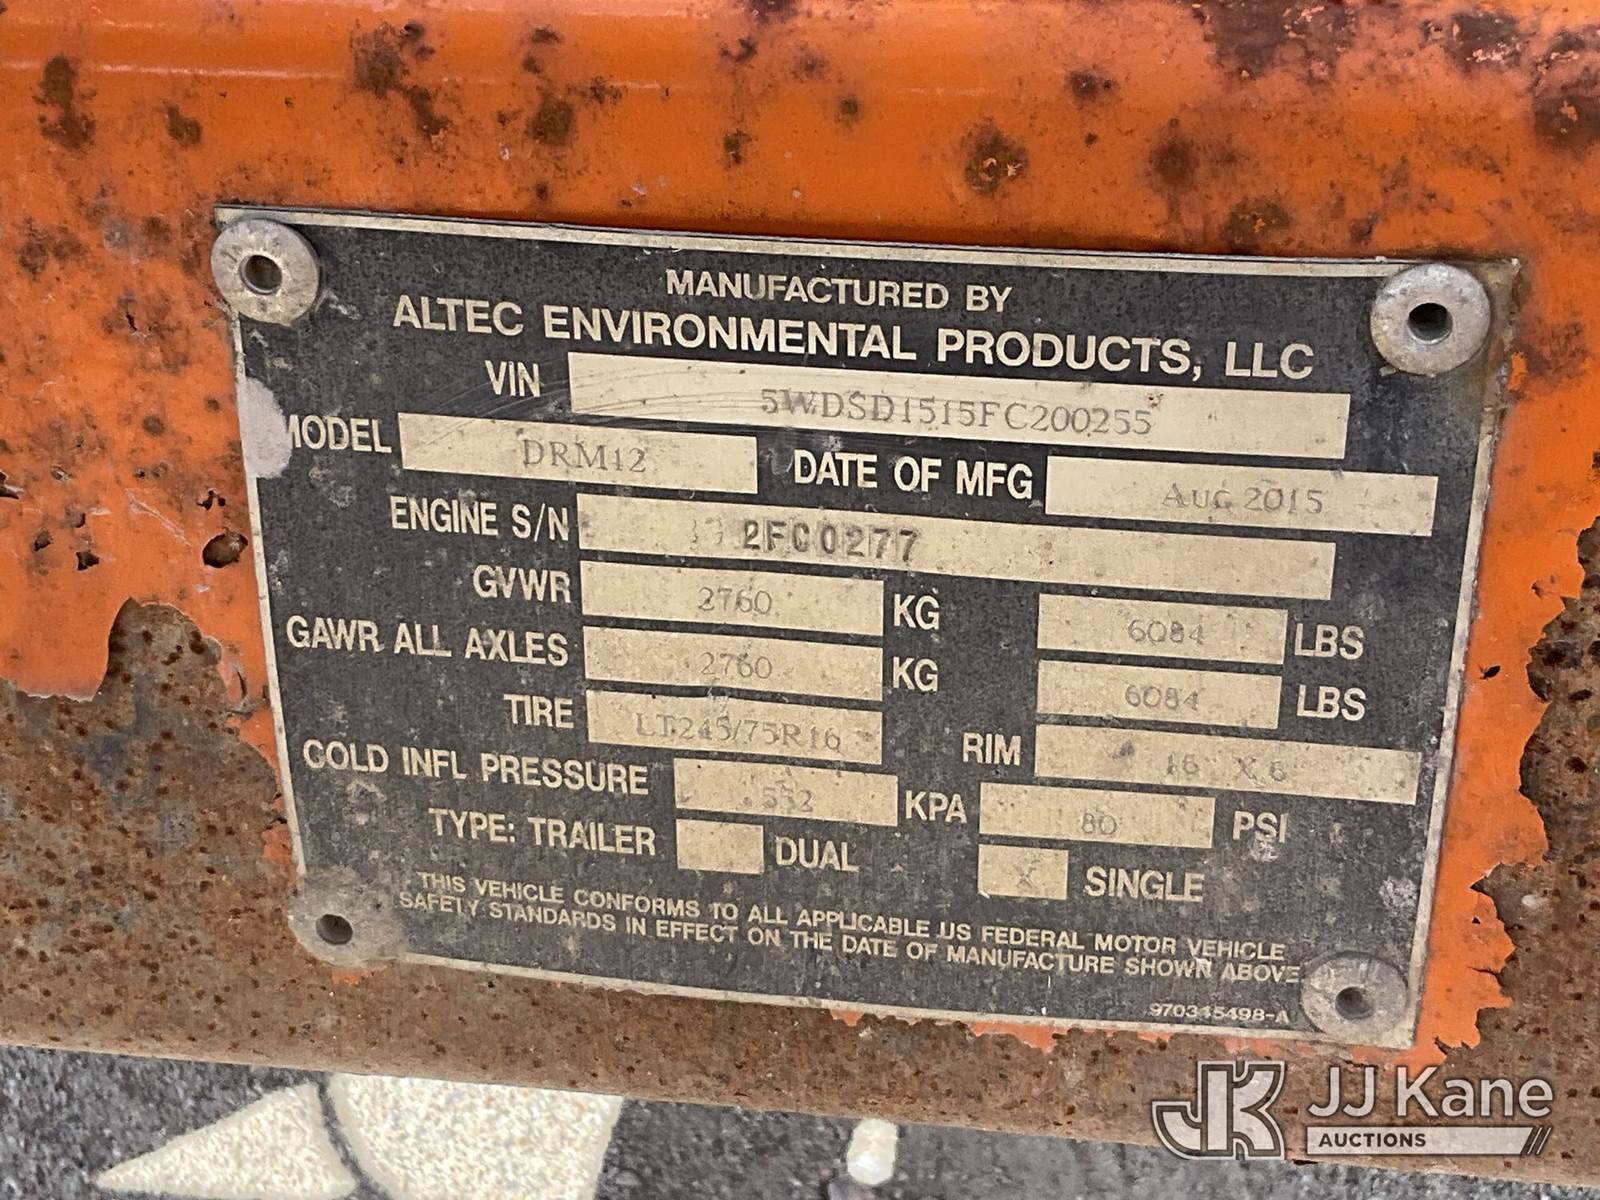 MANUFACTURED BY
ALTEC ENVIRONMENTAL PRODUCTS, LLC
VIN 5WDSD1515FC200255
MODEL DRM12 DATE OF MFG AUG 2015
ENGINE S/N 2FC0277
GVWR 2760 KG 6084 LBS
GAWR ALL AXLES 2760 KG 6084 LBS
TIRE LT245/75R16 RIM 16 X 6
COLD INFL PRESSURE 552 KPA 80 PSI
TYPE: TRAILER DUAL X SINGLE
THIS VEHICLE CONFORMS TO ALL APPLICABLE US FEDERAL MOTOR VEHICLE
SAFETY STANDARDS IN EFFECT ON THE DATE OF MANUFACTURE SHOWN ABOVE
970345498-A
JK JJ Kane
AUCTIONS